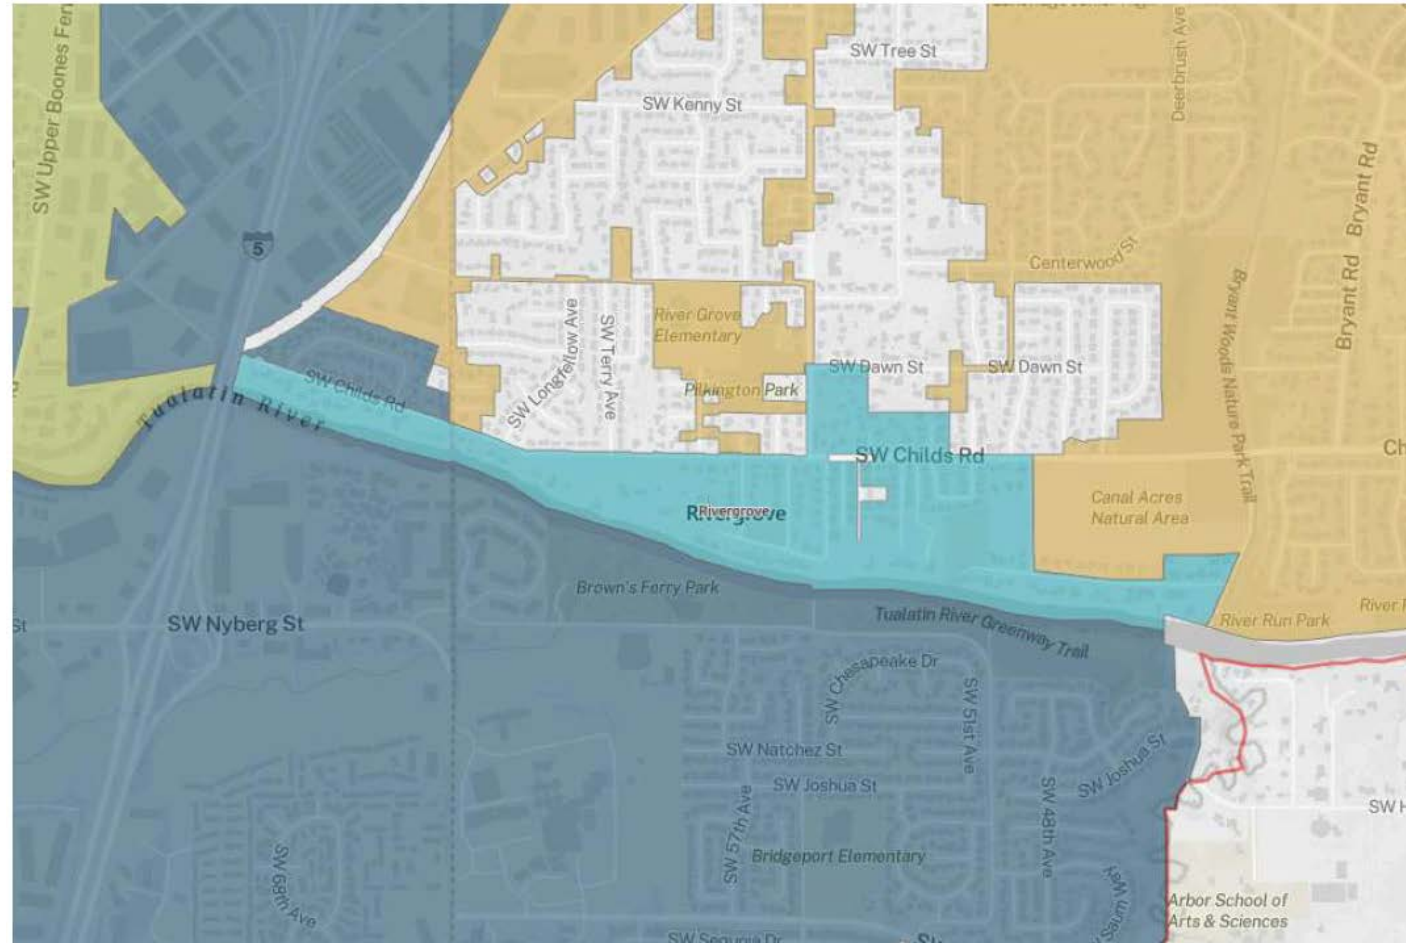 SW Upper Boones Fen
SW Tree St
Deerbrush Ave
SW Kenny St
Bryant Rd
Bryant Rd
5
Centerwood St
Bryant Woods Nature Park Trail
River Grove
Elementary
SW Longfellow Ave
SW Terry Ave
SW Dawn St
SW Dawn St
SW Childs Rd
Pilkington Park
Tualatin River
SW Childs Rd
Ch
Canal Acres
Natural Area
Rivergrove
Rivergrove
Brown's Ferry Park
River Run Park
River R
St
SW Nyberg St
Tualatin River Greenway Trail
SW Chesapeake Dr
SW 51st Ave
SW Natchez St
SW Joshua St
SW Joshua St
SW 57th Ave
SW 48th Ave
SW H
Bridgeport Elementary
SW 68th Ave
Saum Way
Arbor School of
Arts & Sciences
SW Sequoia Dr